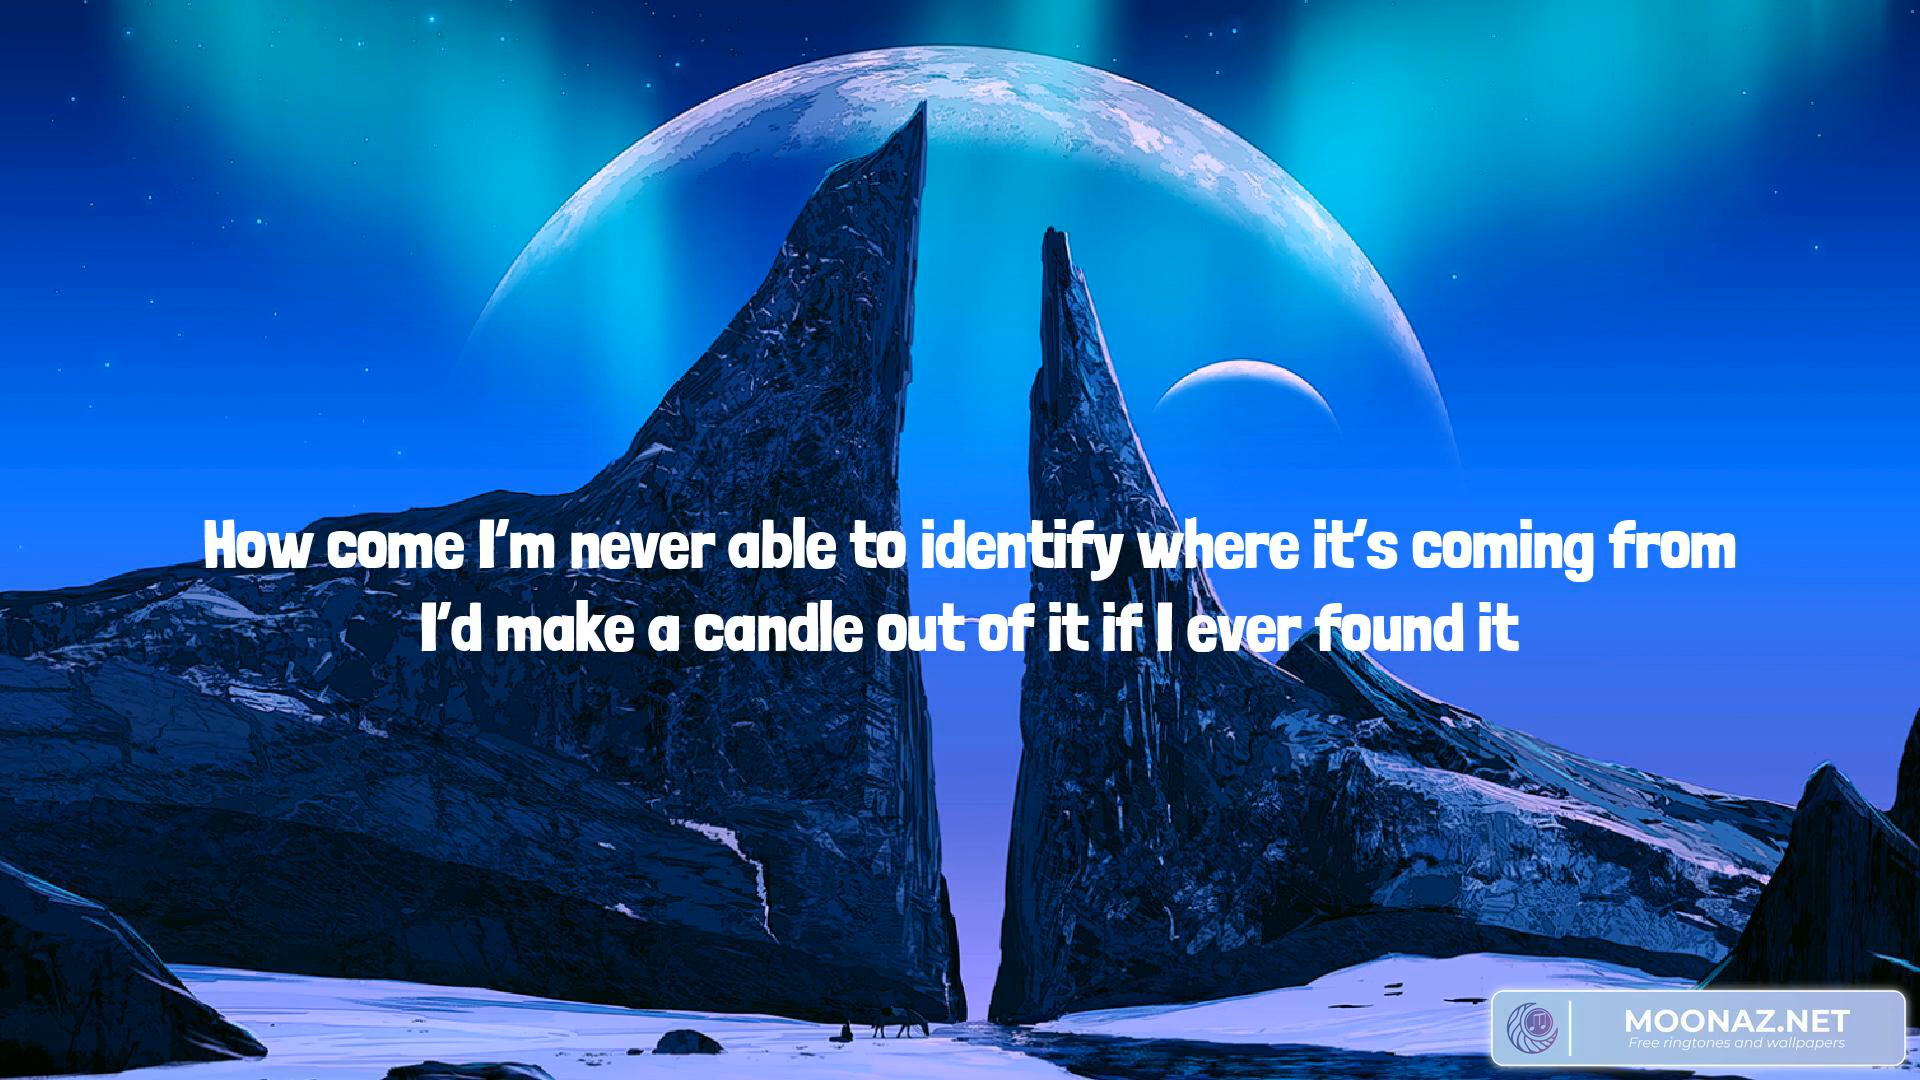 How come I'm never able to identify where it's coming from
I'd make a candle out of it if I ever found it
MOONAZ.NET
Free ringtones and wallpapers